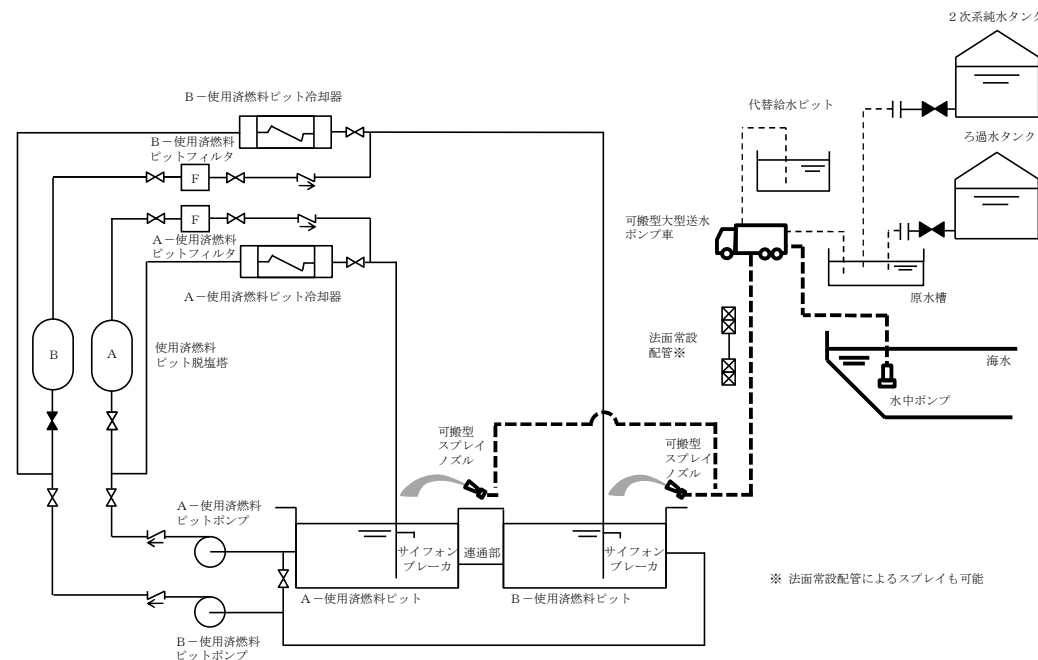 ２次系純水タンク
Ｂ－使用済燃料ピット冷却器
代替給水ピット
ろ過水タンク
Ｂ－使用済燃料
ピットフィルタ
F
F
Ａ－使用済燃料
ピットフィルタ
可搬型大型送水
ポンプ車
Ａ－使用済燃料ピット冷却器
原水槽
B
A
使用済燃料
ピット脱塩塔
法面常設
配管※
海水
水中ポンプ
可搬型
スプレイ
ノズル
可搬型
スプレイ
ノズル
Ａ－使用済燃料
ピットポンプ
サイフォン
ブレーカ
連通部
サイフォン
ブレーカ
Ａ－使用済燃料ピット
Ｂ－使用済燃料ピット
※ 法面常設配管によるスプレイも可能
Ｂ－使用済燃料
ピットポンプ